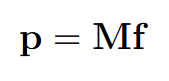 p = Mf